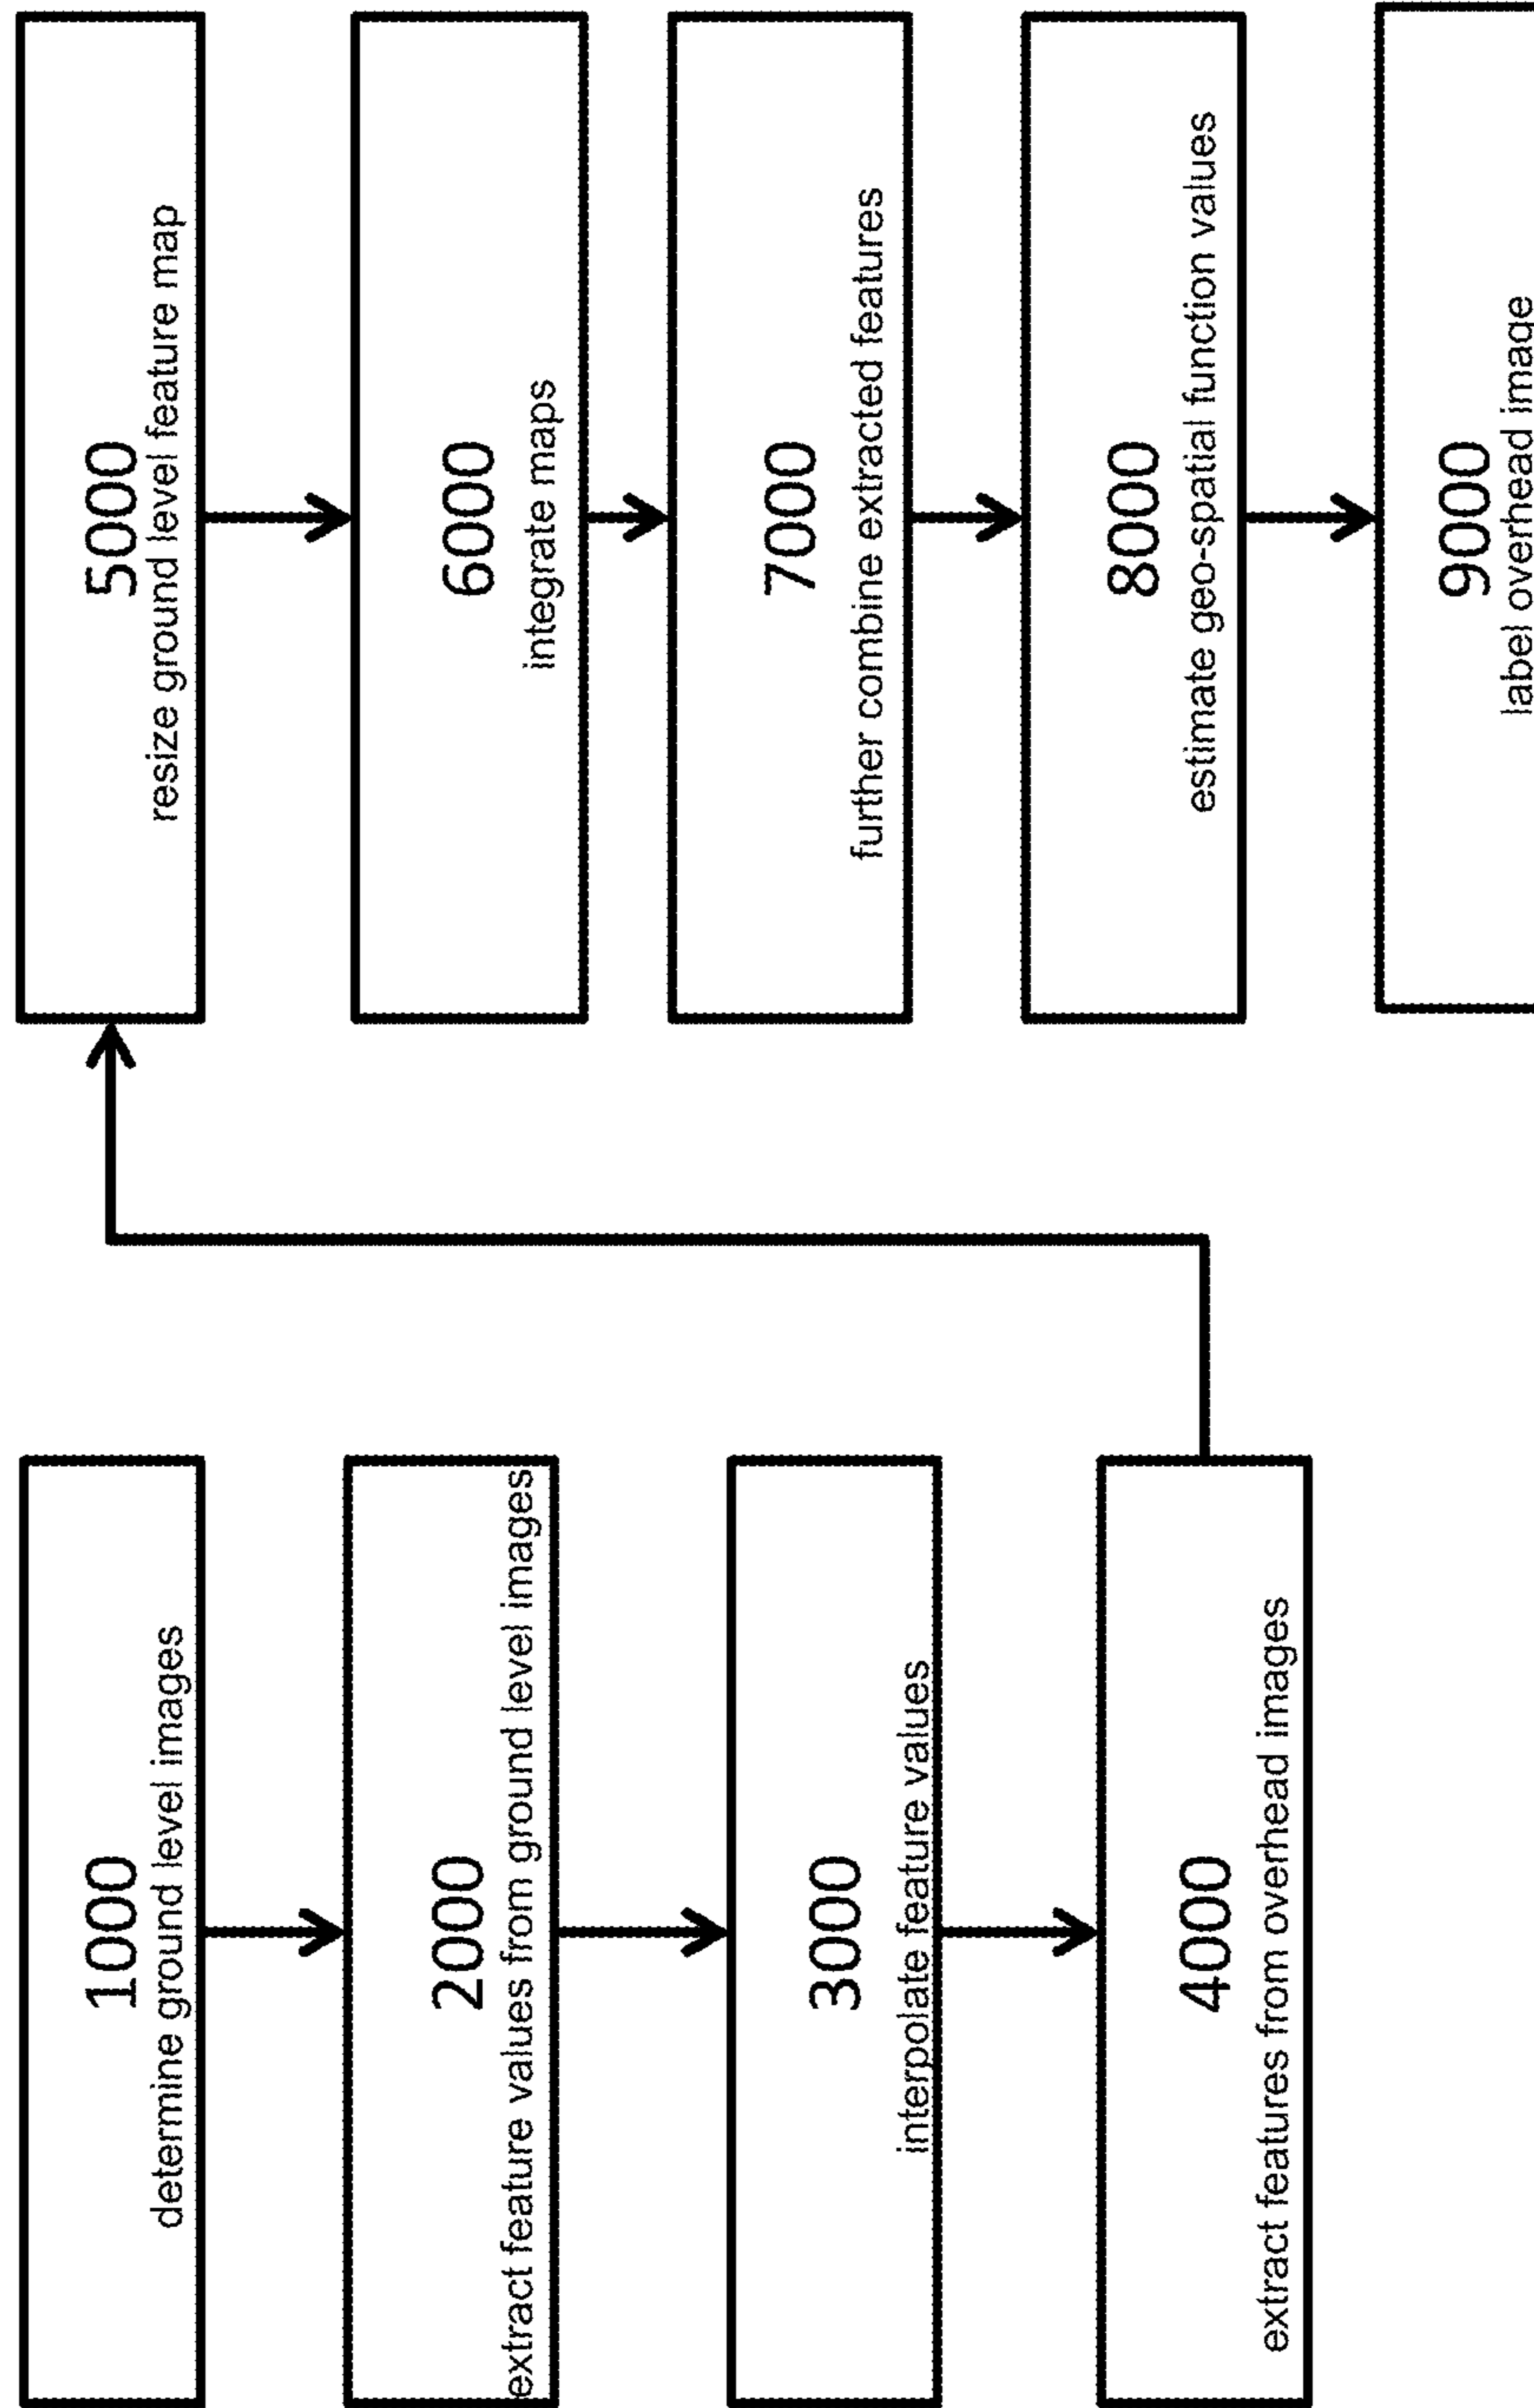 1000
determine ground level images
2000
extract feature values from ground level images
3000
interpolate feature values
4000
extract features from overhead images
5000
resize ground level feature map
6000
integrate maps
7000
further combine extracted features
8000
estimate geo-spatial function values
9000
label overhead image